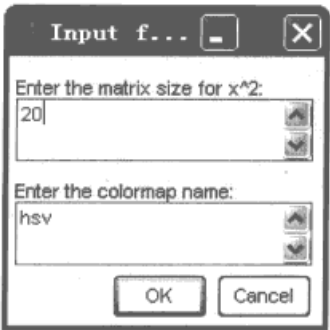 Input f...
Enter the matrix size for x^2:
20
Enter the colormap name:
hsv
OK
Cancel